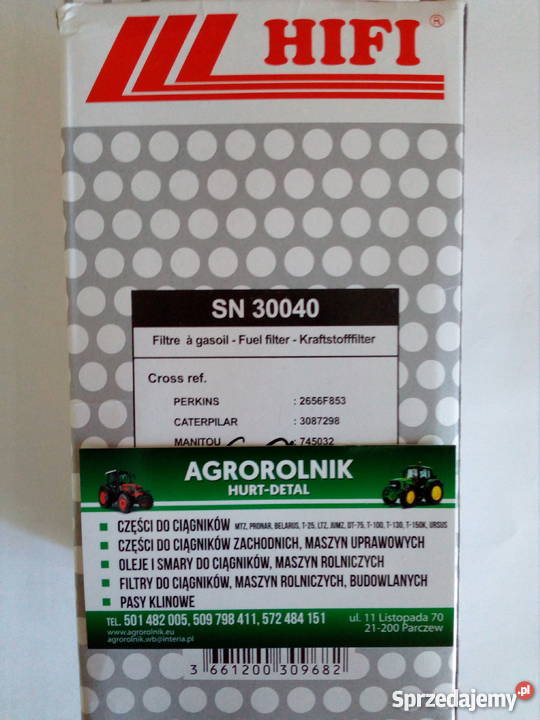 HIFI ®
SN 30040
Filtre à gasoil - Fuel filter - Kraftstofffilter
Cross ref.
PERKINS : 2656F853
CATERPILAR : 3087298
MANITOU : 745032
AGROROLNIK
HURT-DETAL
CZĘŚCI DO CIĄGNIKÓW MTZ, PRONAR, BELARUS, T-25, LTZ, JUMZ, DT-75, T-100, T-130, T-150K, URSUS
CZĘŚCI DO CIĄGNIKÓW ZACHODNICH, MASZYN UPRAWOWYCH
OLEJE I SMARY DO CIĄGNIKÓW, MASZYN ROLNICZYCH
FILTRY DO CIĄGNIKÓW, MASZYN ROLNICZYCH, BUDOWLANYCH
PASY KLINOWE
TEL. 501 482 005, 509 798 411, 572 484 151
ul. 11 Listopada 70
www.agrorolnik.eu
21-200 Parczew
agrorolnik.wb@interia.pl
3 661200 309682
Sprzedajemy.pl